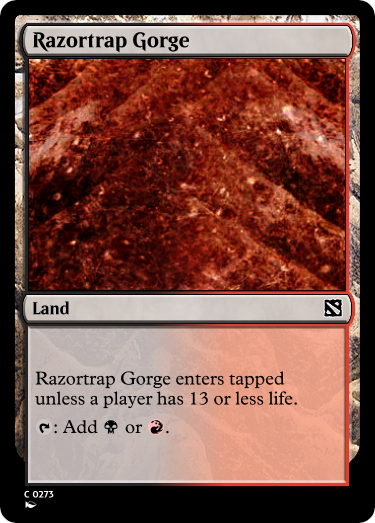 Razortrap Gorge
Land
Razortrap Gorge enters tapped
unless a player has 13 or less life.
: Add or .
C 0273